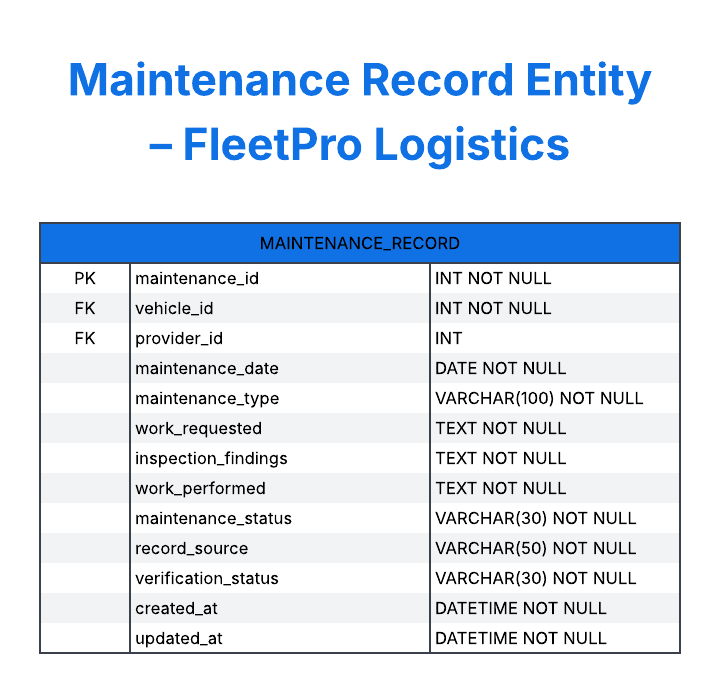 Maintenance Record Entity
– FleetPro Logistics
MAINTENANCE_RECORD
PK maintenance_id INT NOT NULL
FK vehicle_id INT NOT NULL
FK provider_id INT
maintenance_date DATE NOT NULL
maintenance_type VARCHAR(100) NOT NULL
work_requested TEXT NOT NULL
inspection_findings TEXT NOT NULL
work_performed TEXT NOT NULL
maintenance_status VARCHAR(30) NOT NULL
record_source VARCHAR(50) NOT NULL
verification_status VARCHAR(30) NOT NULL
created_at DATETIME NOT NULL
updated_at DATETIME NOT NULL